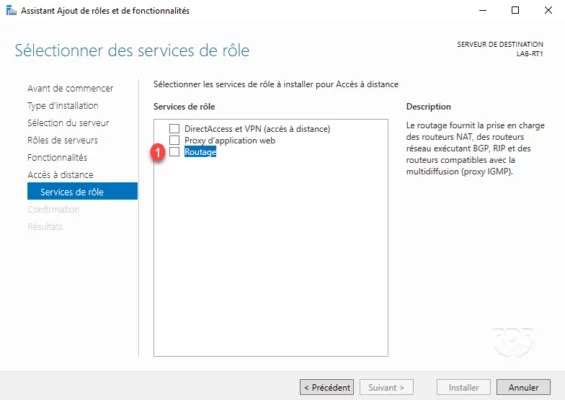 Assistant Ajout de rôles et de fonctionnalités
Sélectionner des services de rôle
SERVEUR DE DESTINATION
LAB-RT1
Avant de commencer
Type d'installation
Sélection du serveur
Rôles de serveurs
Fonctionnalités
Accès à distance
Services de rôle
Confirmation
Résultats
Sélectionner les services de rôle à installer pour Accès à distance
Services de rôle
DirectAccess et VPN (accès à distance)
Proxy d'application web
1 Routage
Description
Le routage fournit la prise en charge
des routeurs NAT, des routeurs
réseau exécutant BGP, RIP et des
routeurs compatibles avec la
multidiffusion (proxy IGMP).
< Précédent
Suivant >
Installer
Annuler